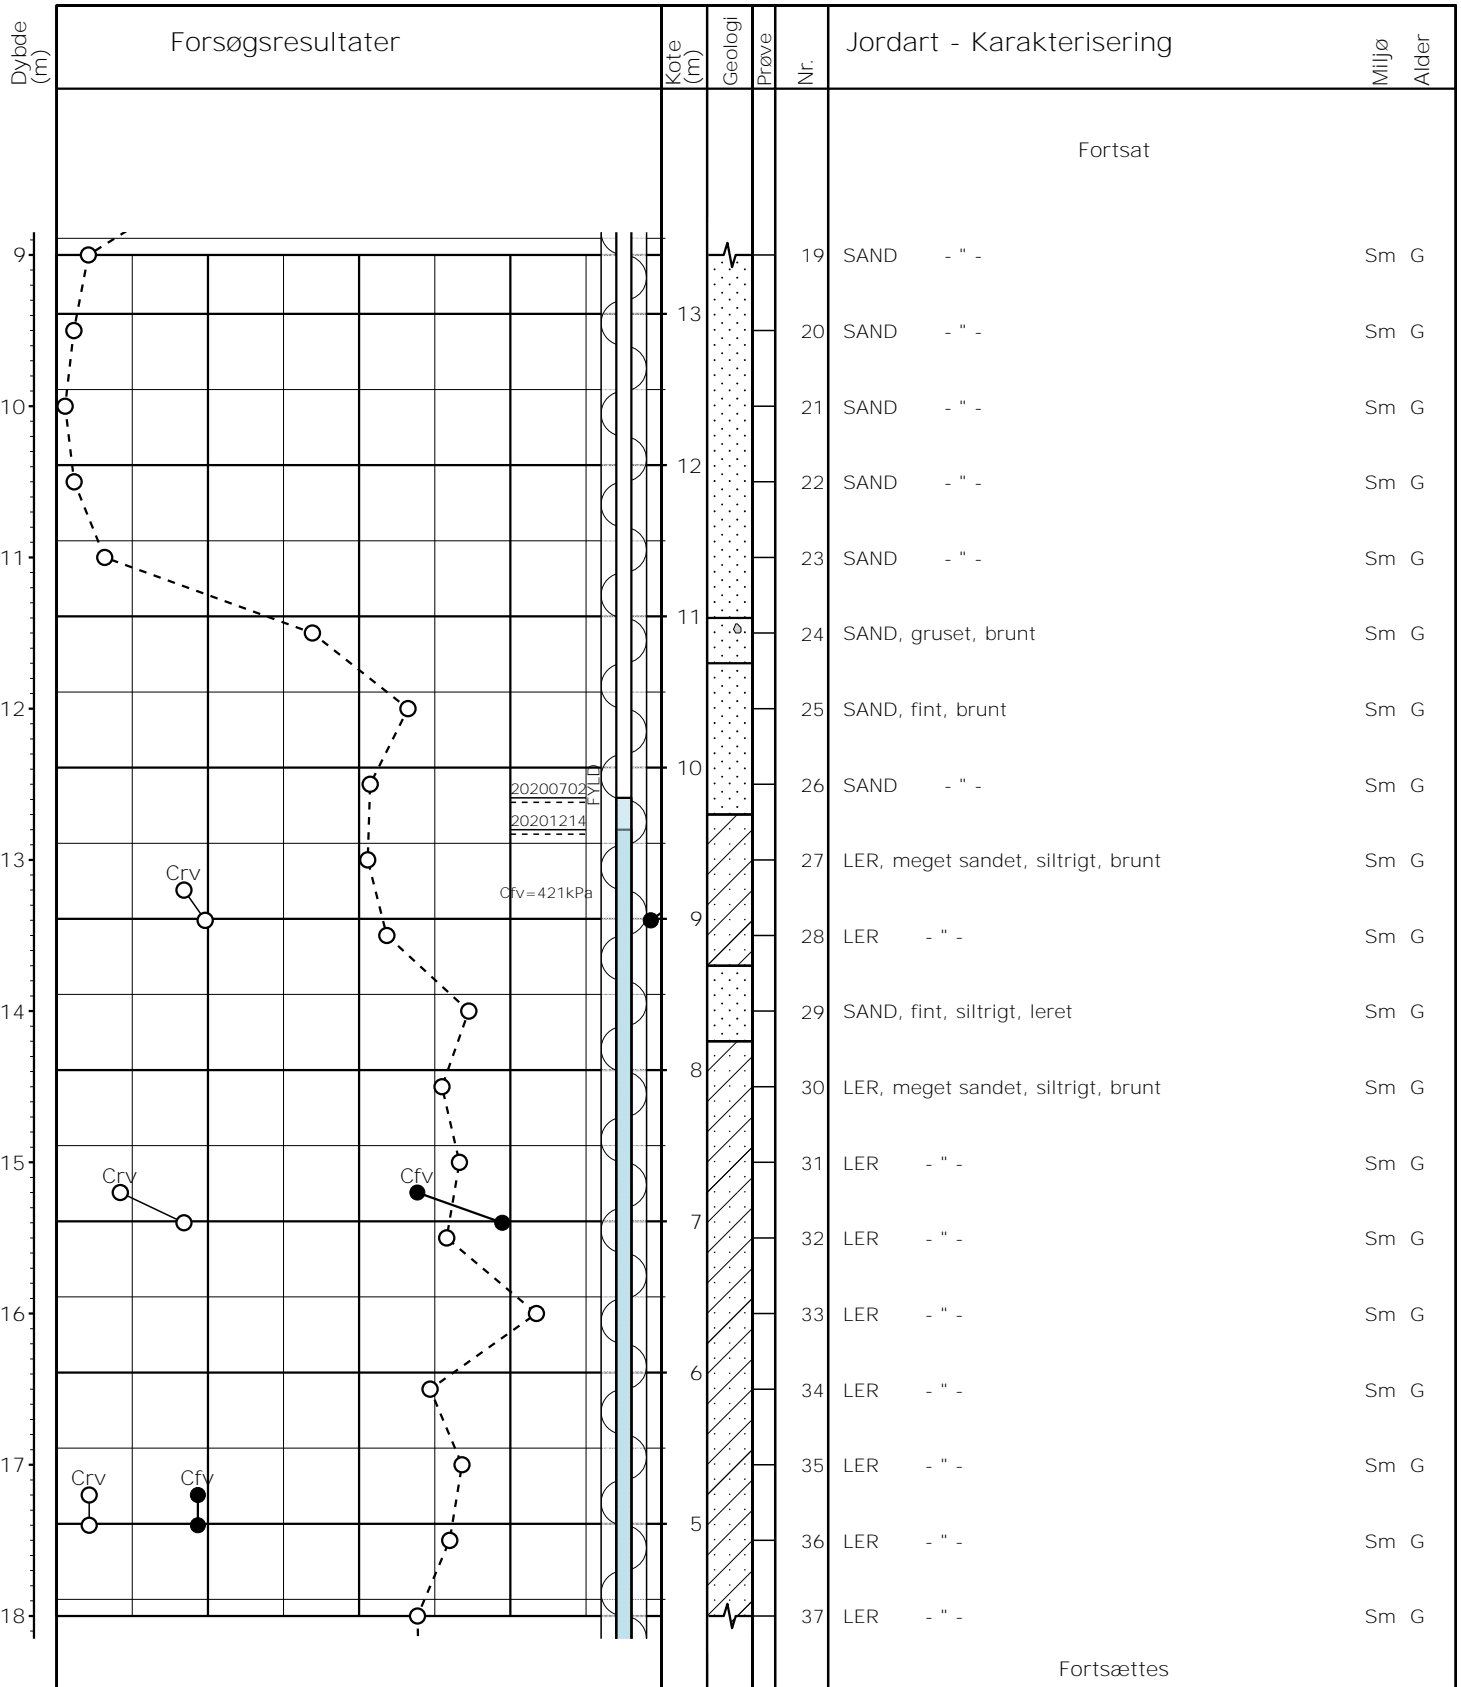 Dybde (m) Forsøgsresultater Kote (m) Geologi Prøve Nr. Jordart - Karakterisering Miljø Alder
Fortsat
9 19 SAND - " - Sm G
13
20 SAND - " - Sm G
10 21 SAND - " - Sm G
12
22 SAND - " - Sm G
11 23 SAND - " - Sm G
11
24 SAND, gruset, brunt Sm G
12 25 SAND, fint, brunt Sm G
10
FYLD
20200702 26 SAND - " - Sm G
20201214
13 27 LER, meget sandet, siltrigt, brunt Sm G
Crv
Cfv=421kPa
9
28 LER - " - Sm G
14 29 SAND, fint, siltrigt, leret Sm G
8
30 LER, meget sandet, siltrigt, brunt Sm G
15 31 LER - " - Sm G
Crv Cfv
7
32 LER - " - Sm G
16 33 LER - " - Sm G
6
34 LER - " - Sm G
17 35 LER - " - Sm G
Crv Cfv
5
36 LER - " - Sm G
18 37 LER - " - Sm G
Fortsættes